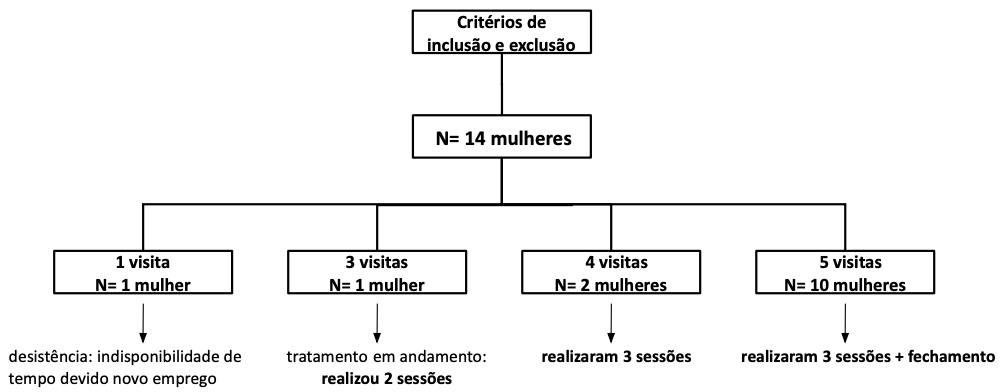 Critérios de
inclusão e exclusão
N= 14 mulheres
1 visita
N= 1 mulher
3 visitas
N= 1 mulher
4 visitas
N= 2 mulheres
5 visitas
N= 10 mulheres
desistência: indisponibilidade de
tempo devido novo emprego
tratamento em andamento:
realizou 2 sessões
realizaram 3 sessões
realizaram 3 sessões + fechamento